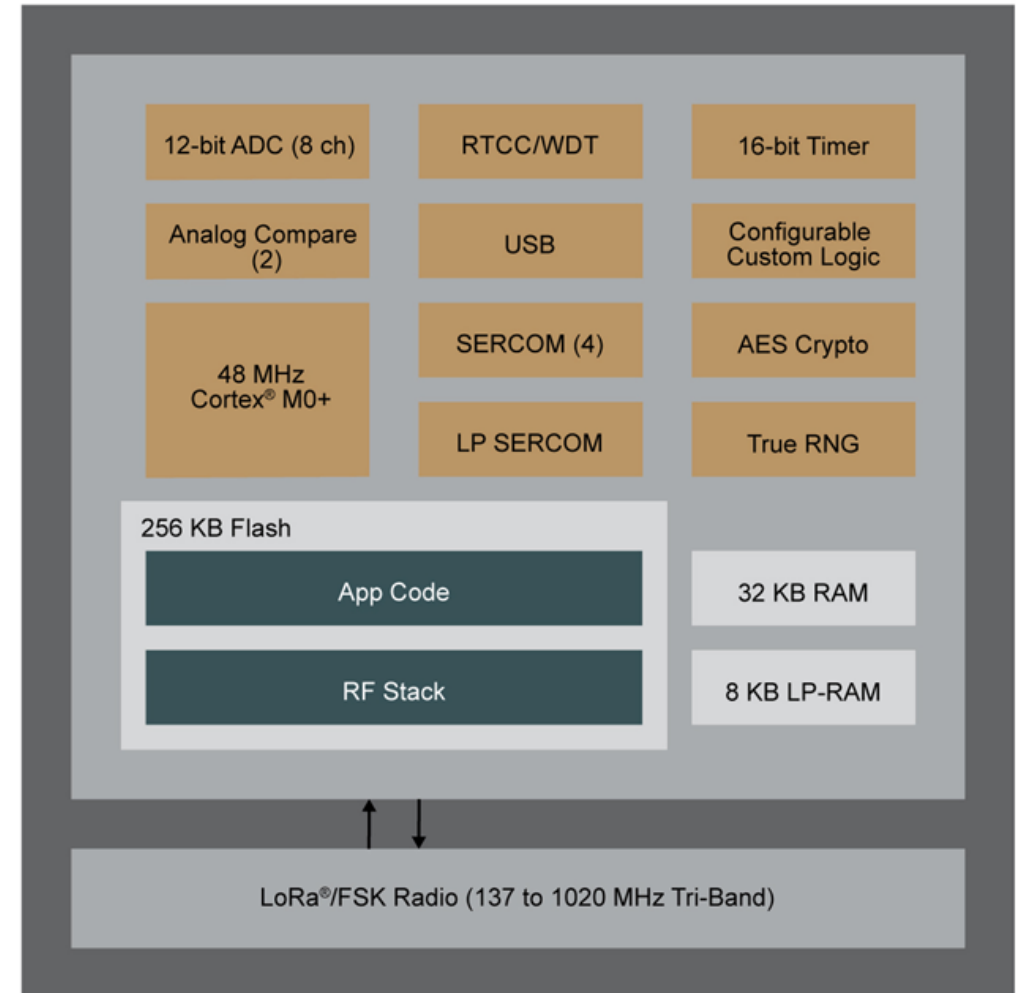 12-bit ADC (8 ch)
RTCC/WDT
16-bit Timer
Analog Compare
(2)
USB
Configurable
Custom Logic
48 MHz
Cortex® M0+
SERCOM (4)
AES Crypto
LP SERCOM
True RNG
256 KB Flash
App Code
32 KB RAM
RF Stack
8 KB LP-RAM
LoRa®/FSK Radio (137 to 1020 MHz Tri-Band)